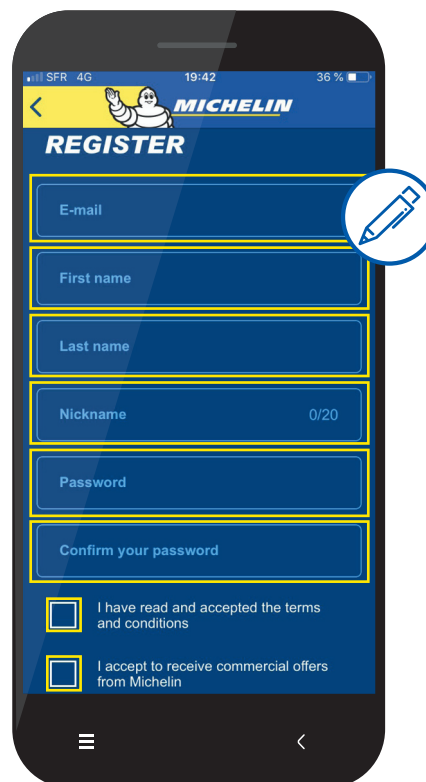 SFR 4G 19:42 36 %
MICHELIN
REGISTER
E-mail
First name
Last name
Nickname 0/20
Password
Confirm your password
I have read and accepted the terms
and conditions
I accept to receive commercial offers
from Michelin